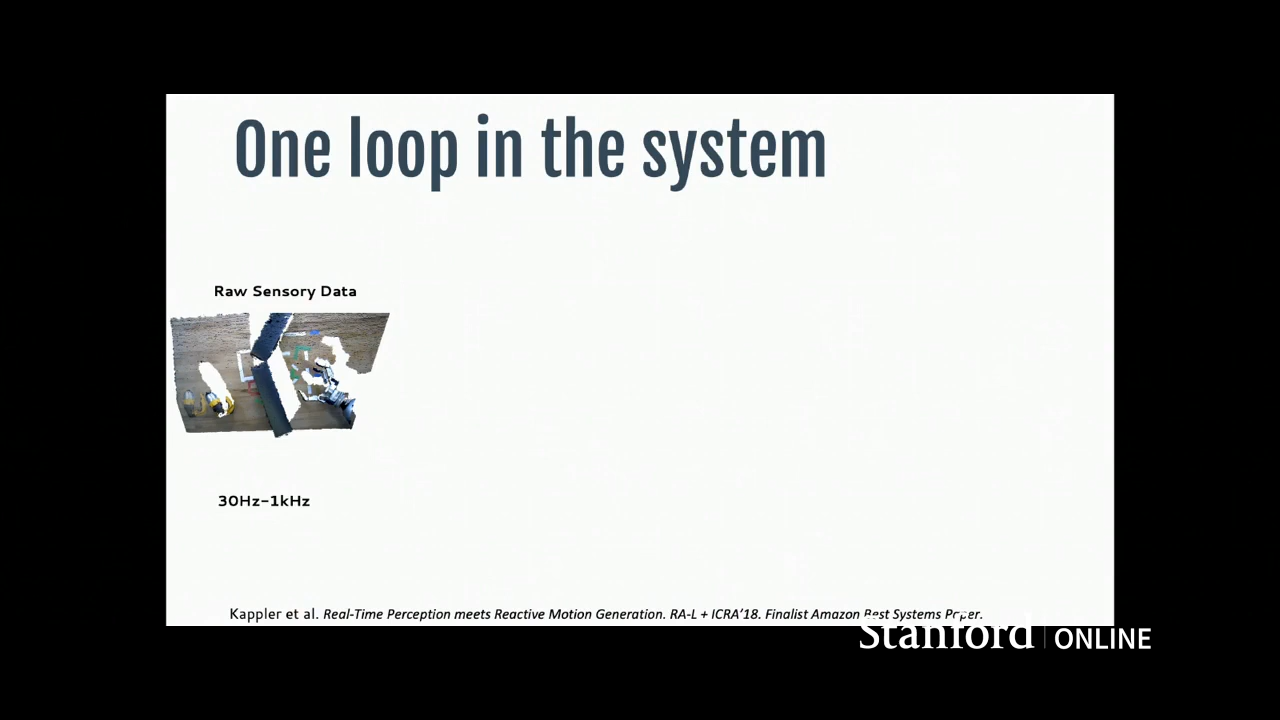 One loop in the system
Raw Sensory Data
30Hz-1kHz
Kappler et al. Real-Time Perception meets Reactive Motion Generation. RA-L + ICRA'18. Finalist Amazon Best Systems Paper.
Stanford ONLINE